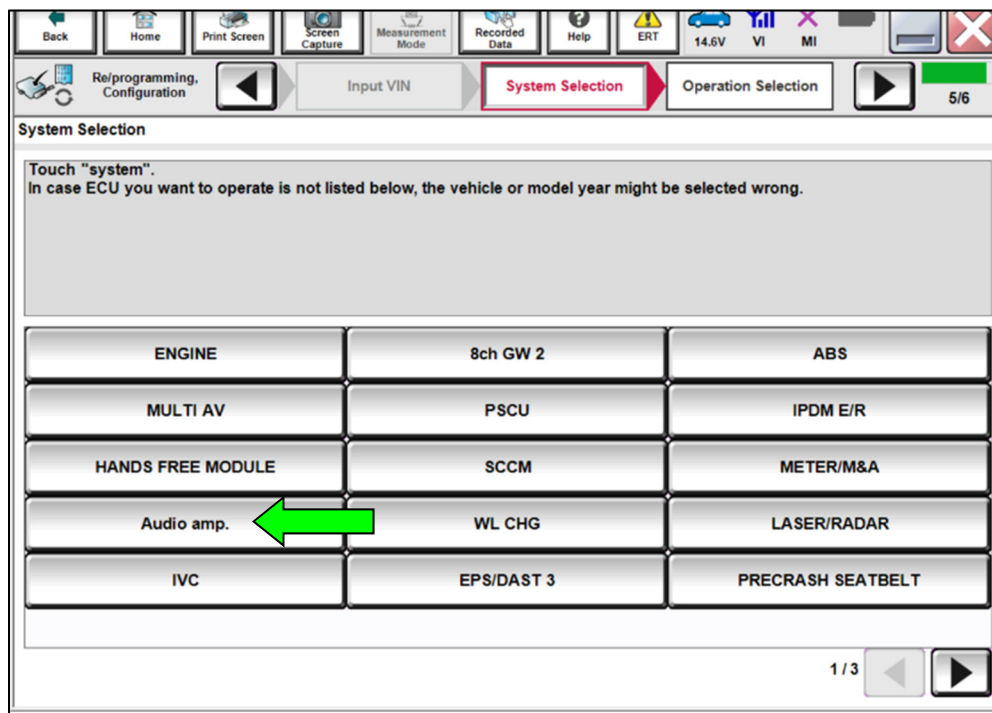 Back
Home
Print Screen
Screen
Capture
Measurement
Mode
Recorded
Data
Help
ERT
14.6V
VI
MI
Re/programming,
Configuration
Input VIN
System Selection
Operation Selection
5/6
System Selection
Touch "system".
In case ECU you want to operate is not listed below, the vehicle or model year might be selected wrong.
ENGINE
8ch GW 2
ABS
MULTI AV
PSCU
IPDM E/R
HANDS FREE MODULE
SCCM
METER/M&A
Audio amp.
WL CHG
LASER/RADAR
IVC
EPS/DAST 3
PRECRASH SEATBELT
1 / 3